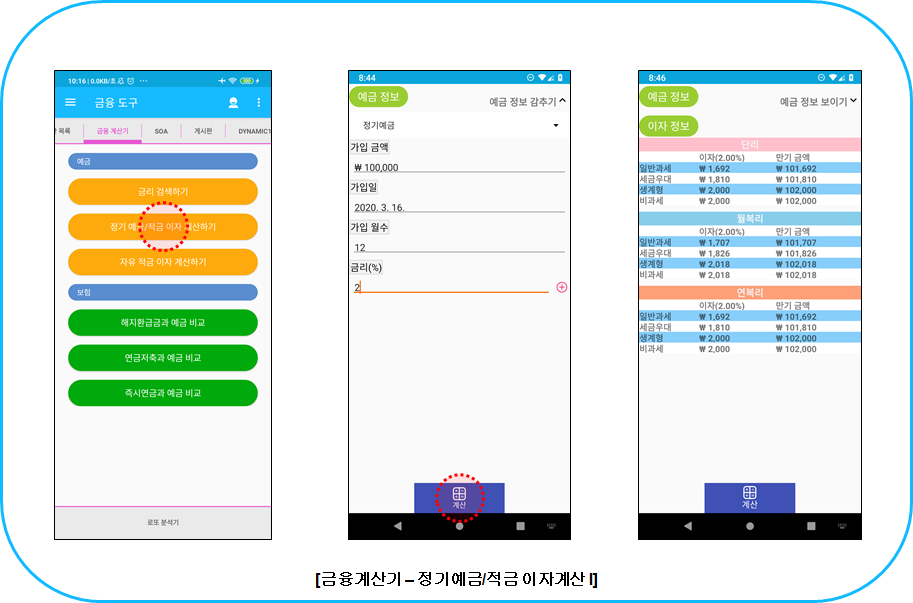 10:16 | 0.0KB/초
금융 도구
목록 금융 계산기 SOA 게시판 DYNAMIC1
예금
금리 검색하기
정기 예금/적금 이자 계산하기
자유 적금 이자 계산하기
보험
해지환급금과 예금 비교
연금저축과 예금 비교
즉시연금과 예금 비교
로또 분석기
8:44
예금 정보
예금 정보 감추기
정기예금
가입 금액
₩ 100,000
가입일
2020. 3. 16.
가입 월수
12
금리(%)
2
계산
8:46
예금 정보
예금 정보 보이기
이자 정보
단리
이자(2.00%) 만기 금액
일반과세 ₩ 1,692 ₩ 101,692
세금우대 ₩ 1,810 ₩ 101,810
생계형 ₩ 2,000 ₩ 102,000
비과세 ₩ 2,000 ₩ 102,000
월복리
이자(2.00%) 만기 금액
일반과세 ₩ 1,707 ₩ 101,707
세금우대 ₩ 1,826 ₩ 101,826
생계형 ₩ 2,018 ₩ 102,018
비과세 ₩ 2,018 ₩ 102,018
연복리
이자(2.00%) 만기 금액
일반과세 ₩ 1,692 ₩ 101,692
세금우대 ₩ 1,810 ₩ 101,810
생계형 ₩ 2,000 ₩ 102,000
비과세 ₩ 2,000 ₩ 102,000
계산
[금융계산기 – 정기예금/적금 이자계산 I]